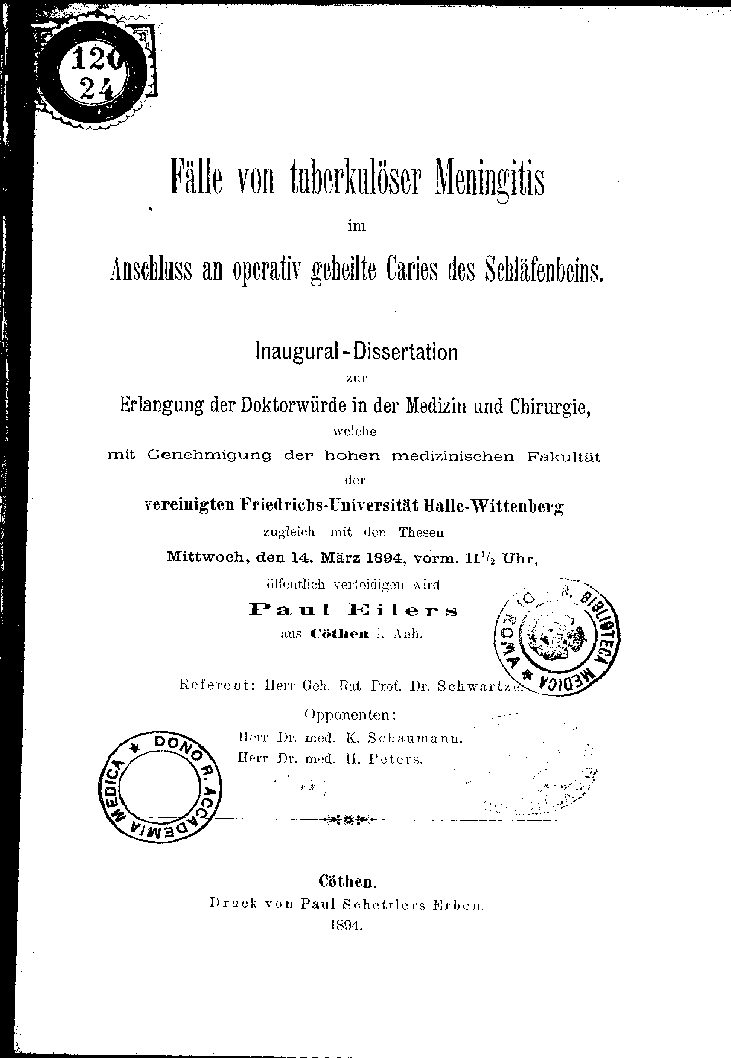 120
24
Fälle von tuberkulöser Meningitis
im
Anschluss an operativ geheilte Caries des Schläfenbeins.
Inaugural-Dissertation
zur
Erlangung der Doktorwürde in der Medizin und Chirurgie,
welche
mit Genehmigung der hohen medizinischen Fakultät
der
vereinigten Friedrichs-Universität Halle-Wittenberg
zugleich mit den Thesen
Mittwoch, den 14. März 1894, vorm. 11½ Uhr,
öffentlich verteidigen wird
Paul Eilers
aus Cöthen i. Anh.
R. BIBLIOTECA MEDICA DI ROMA
Referent: Herr Geh. Rat Prof. Dr. Schwartze.
Opponenten:
Herr Dr. med. K. Schaumann.
Herr Dr. med. H. Peters.
DONO R. ACCADEMIA MEDICA
Cöthen.
Druck von Paul Schettlers Erben.
1894.